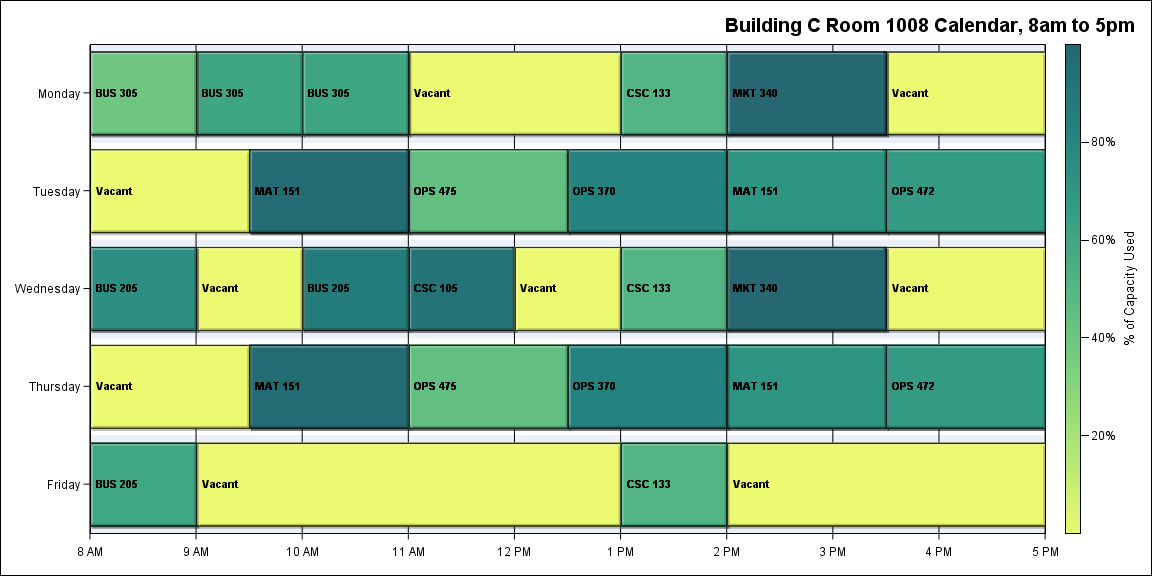 Building C Room 1008 Calendar, 8am to 5pm
Monday
BUS 305
BUS 305
BUS 305
Vacant
CSC 133
MKT 340
Vacant
Tuesday
Vacant
MAT 151
OPS 475
OPS 370
MAT 151
OPS 472
Wednesday
BUS 205
Vacant
BUS 205
CSC 105
Vacant
CSC 133
MKT 340
Vacant
Thursday
Vacant
MAT 151
OPS 475
OPS 370
MAT 151
OPS 472
Friday
BUS 205
Vacant
CSC 133
Vacant
8 AM
9 AM
10 AM
11 AM
12 PM
1 PM
2 PM
3 PM
4 PM
5 PM
80%
60%
40%
20%
% of Capacity Used